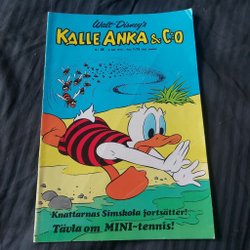 Walt Disney's
KALLE ANKA & C:O
Knattarnas Simskola fortsätter!
Tävla om MINI-tennis!